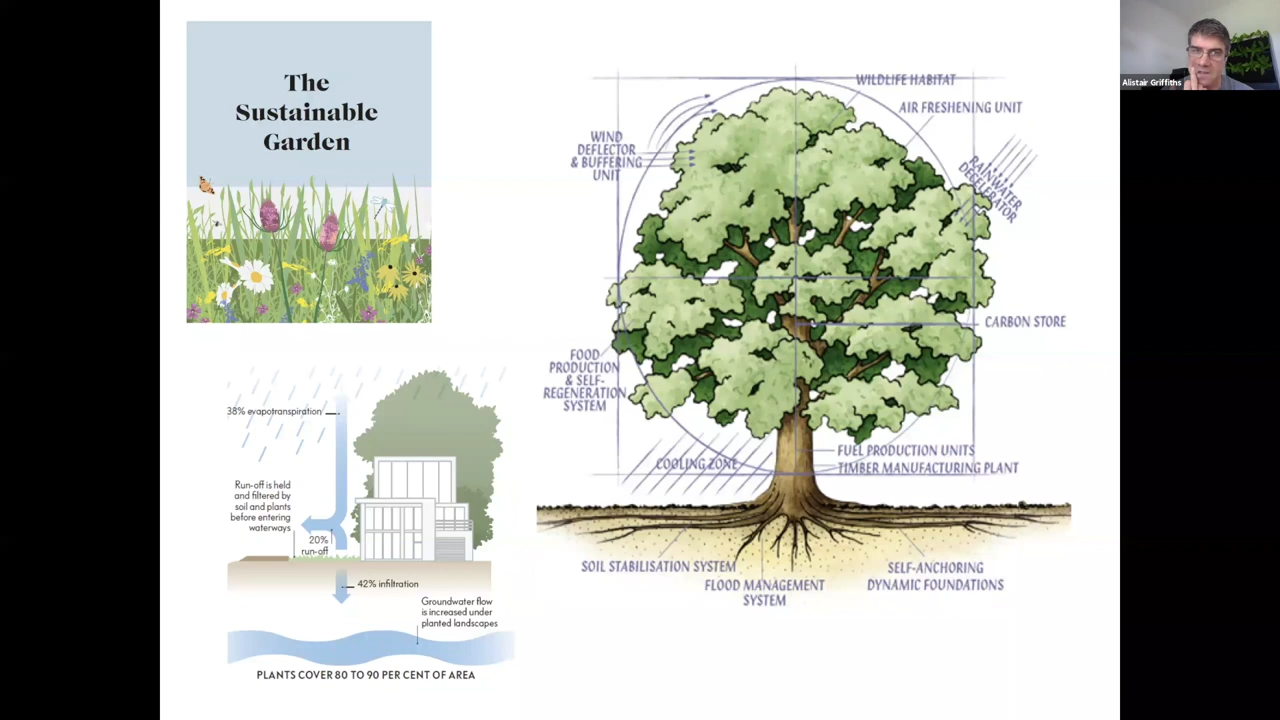 The
Sustainable
Garden
38% evapotranspiration
Run-off is held
and filtered by
soil and plants
before entering
waterways
20%
run-off
42% infiltration
Groundwater flow
is increased under
planted landscapes
PLANTS COVER 80 TO 90 PER CENT OF AREA
WILDLIFE HABITAT
AIR FRESHENING UNIT
WIND
DEFLECTOR
& BUFFERING
UNIT
RAINWATER
DECELERATOR
CARBON STORE
FOOD
PRODUCTION
& SELF-
REGENERATION
SYSTEM
COOLING ZONE
FUEL PRODUCTION UNITS
TIMBER MANUFACTURING PLANT
SOIL STABILISATION SYSTEM
FLOOD MANAGEMENT
SYSTEM
SELF-ANCHORING
DYNAMIC FOUNDATIONS
Alistair Griffiths